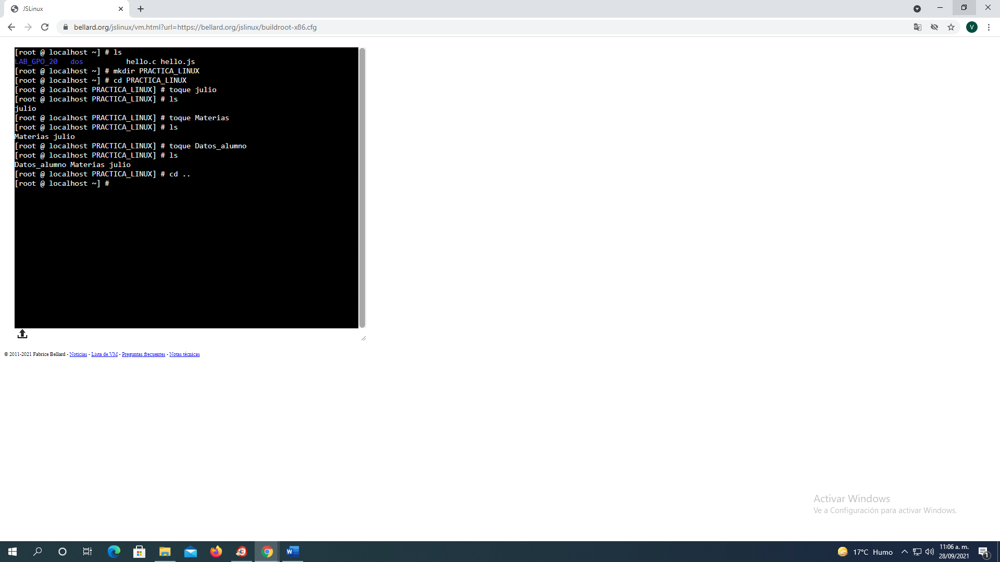 JSLinux
bellard.org/jslinux/vm.html?url=https://bellard.org/jslinux/buildroot-x86.cfg
V
[root @ localhost ~] # ls
LAB_GPO_20 dos hello.c hello.js
[root @ localhost ~] # mkdir PRACTICA_LINUX
[root @ localhost ~] # cd PRACTICA_LINUX
[root @ localhost PRACTICA_LINUX] # toque julio
[root @ localhost PRACTICA_LINUX] # ls
julio
[root @ localhost PRACTICA_LINUX] # toque Materias
[root @ localhost PRACTICA_LINUX] # ls
Materias julio
[root @ localhost PRACTICA_LINUX] # toque Datos_alumno
[root @ localhost PRACTICA_LINUX] # ls
Datos_alumno Materias julio
[root @ localhost PRACTICA_LINUX] # cd ..
[root @ localhost ~] #
© 2011-2021 Fabrice Bellard - Noticias - Lista de VM - Preguntas frecuentes - Notas técnicas
Activar Windows
Ve a Configuración para activar Windows.
17°C Humo
11:06 a. m.
28/09/2021
1